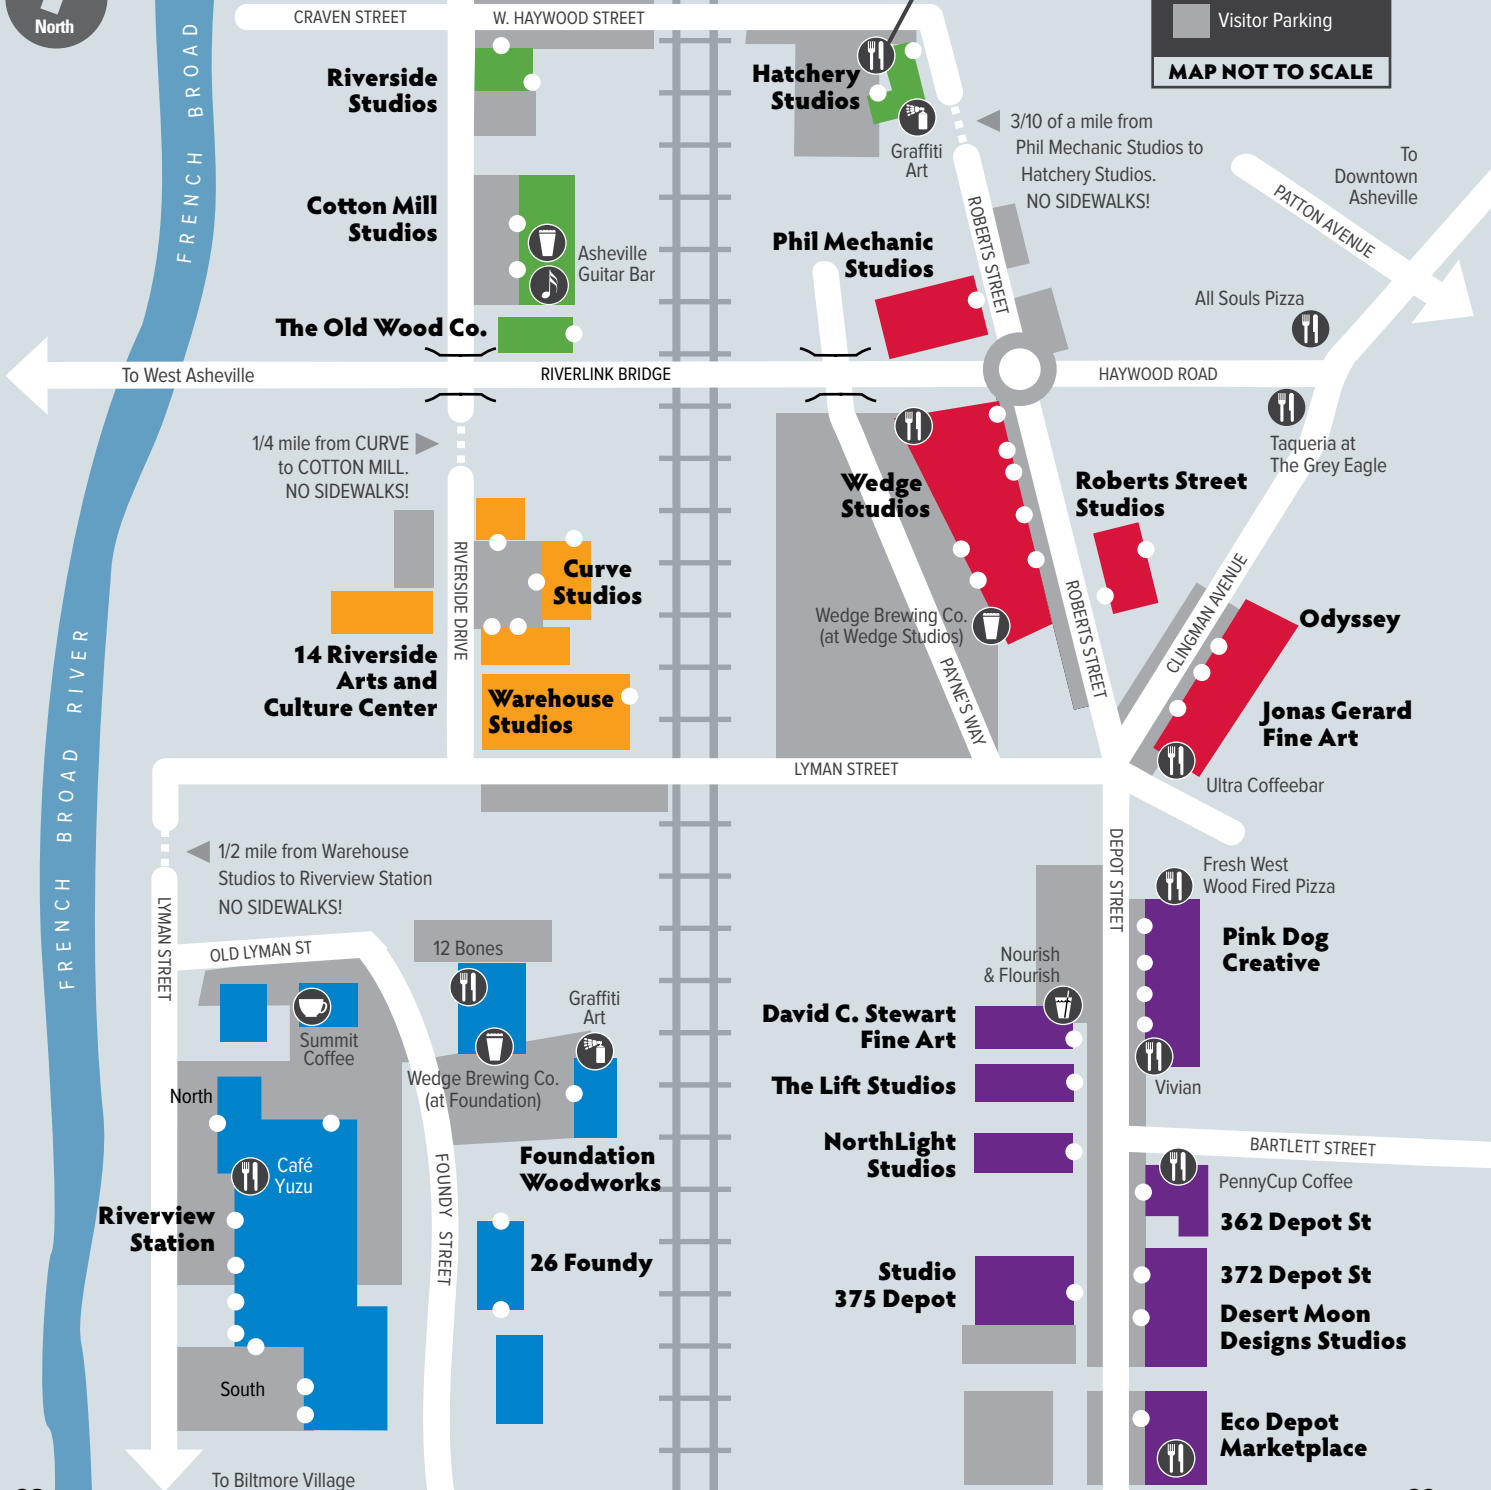 North
CRAVEN STREET
W. HAYWOOD STREET
Visitor Parking
MAP NOT TO SCALE
FRENCH BROAD
Riverside
Studios
Hatchery
Studios
Graffiti
Art
3/10 of a mile from
Phil Mechanic Studios to
Hatchery Studios.
NO SIDEWALKS!
To
Downtown
Asheville
PATTON AVENUE
Cotton Mill
Studios
Asheville
Guitar Bar
ROBERTS STREET
Phil Mechanic
Studios
All Souls Pizza
The Old Wood Co.
To West Asheville
RIVERLINK BRIDGE
HAYWOOD ROAD
1/4 mile from CURVE
to COTTON MILL.
NO SIDEWALKS!
Taqueria at
The Grey Eagle
Wedge
Studios
Roberts Street
Studios
RIVERSIDE DRIVE
Curve
Studios
Wedge Brewing Co.
(at Wedge Studios)
ROBERTS STREET
CLINGMAN AVENUE
Odyssey
14 Riverside
Arts and
Culture Center
Warehouse
Studios
PAYNE'S WAY
Jonas Gerard
Fine Art
FRENCH BROAD RIVER
LYMAN STREET
Ultra Coffeebar
1/2 mile from Warehouse
Studios to Riverview Station
NO SIDEWALKS!
DEPOT STREET
Fresh West
Wood Fired Pizza
LYMAN STREET
OLD LYMAN ST
12 Bones
Nourish
& Flourish
Pink Dog
Creative
Graffiti
Art
David C. Stewart
Fine Art
Summit
Coffee
Wedge Brewing Co.
(at Foundation)
The Lift Studios
Vivian
North
NorthLight
Studios
BARTLETT STREET
Foundation
Woodworks
Café
Yuzu
PennyCup Coffee
Riverview
Station
362 Depot St
FOUNDY STREET
26 Foundy
Studio
375 Depot
372 Depot St
Desert Moon
Designs Studios
South
Eco Depot
Marketplace
To Biltmore Village